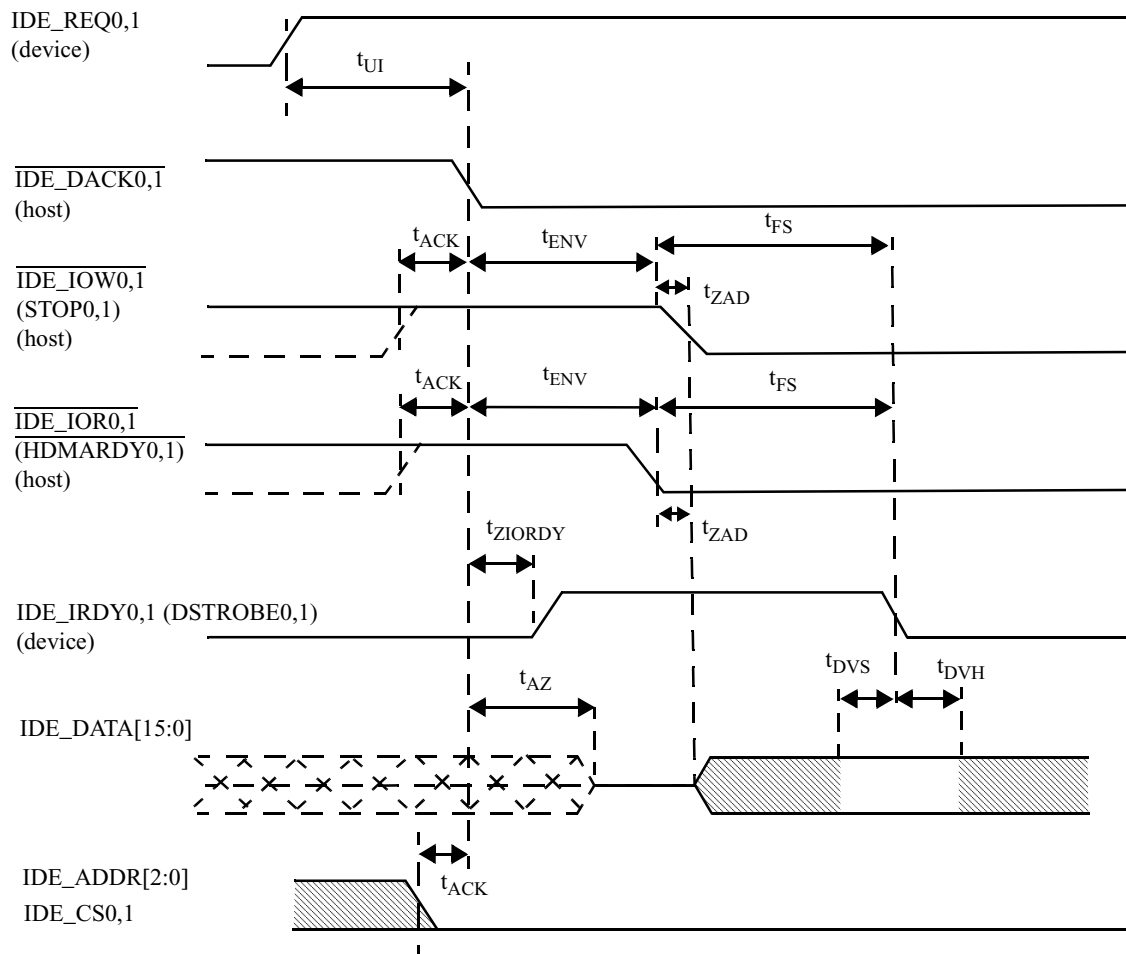 IDE_REQ0,1
(device)
tUI
IDE_DACK0,1
(host)
tACK
tENV
tFS
IDE_IOW0,1
(STOP0,1)
(host)
tZAD
tACK
tENV
tFS
IDE_IOR0,1
(HDMARDY0,1)
(host)
tZIORDY
tZAD
IDE_IRDY0,1 (DSTROBE0,1)
(device)
tAZ
tDVS
tDVH
IDE_DATA[15:0]
IDE_ADDR[2:0]
tACK
IDE_CS0,1